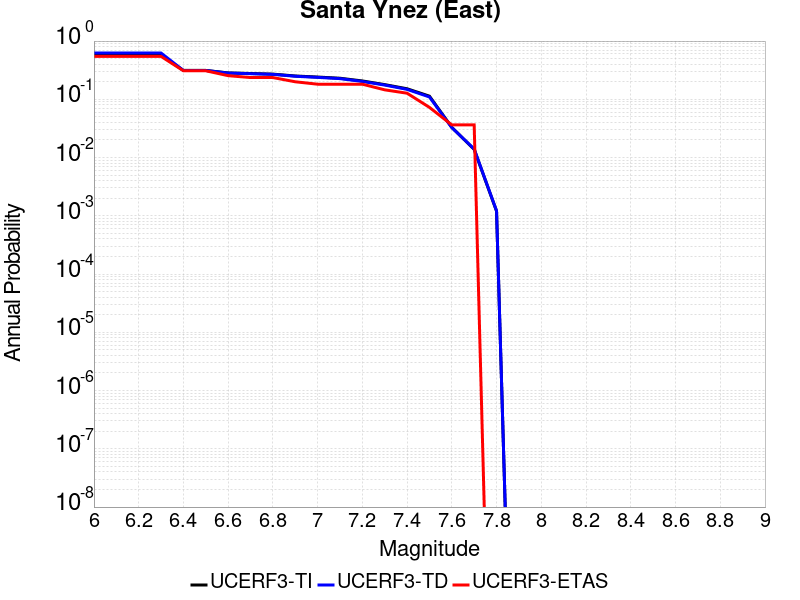 Santa Ynez (East)
10^0
10^-1
10^-2
10^-3
10^-4
10^-5
10^-6
10^-7
10^-8
Annual Probability
6 6.2 6.4 6.6 6.8 7 7.2 7.4 7.6 7.8 8 8.2 8.4 8.6 8.8 9
Magnitude
UCERF3-TI UCERF3-TD UCERF3-ETAS